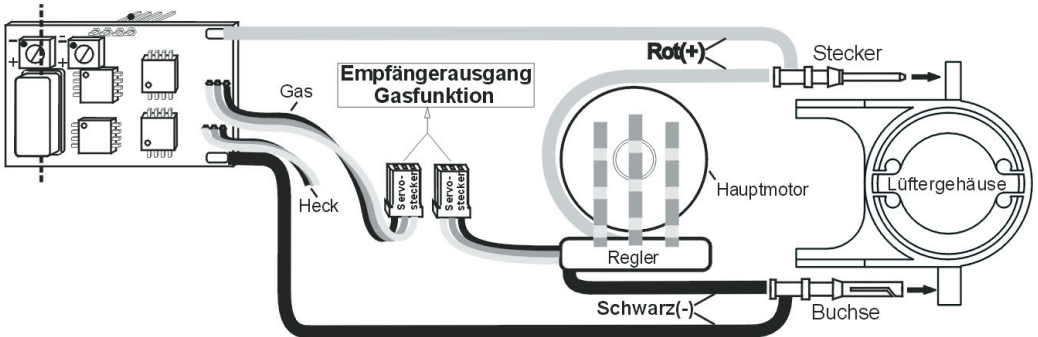 Rot(+)
Stecker
Empfängerausgang
Gasfunktion
Gas
Servo-
stecker
Servo-
stecker
Hauptmotor
Lüftergehäuse
Heck
Regler
Schwarz(-)
Buchse
- -
+ +